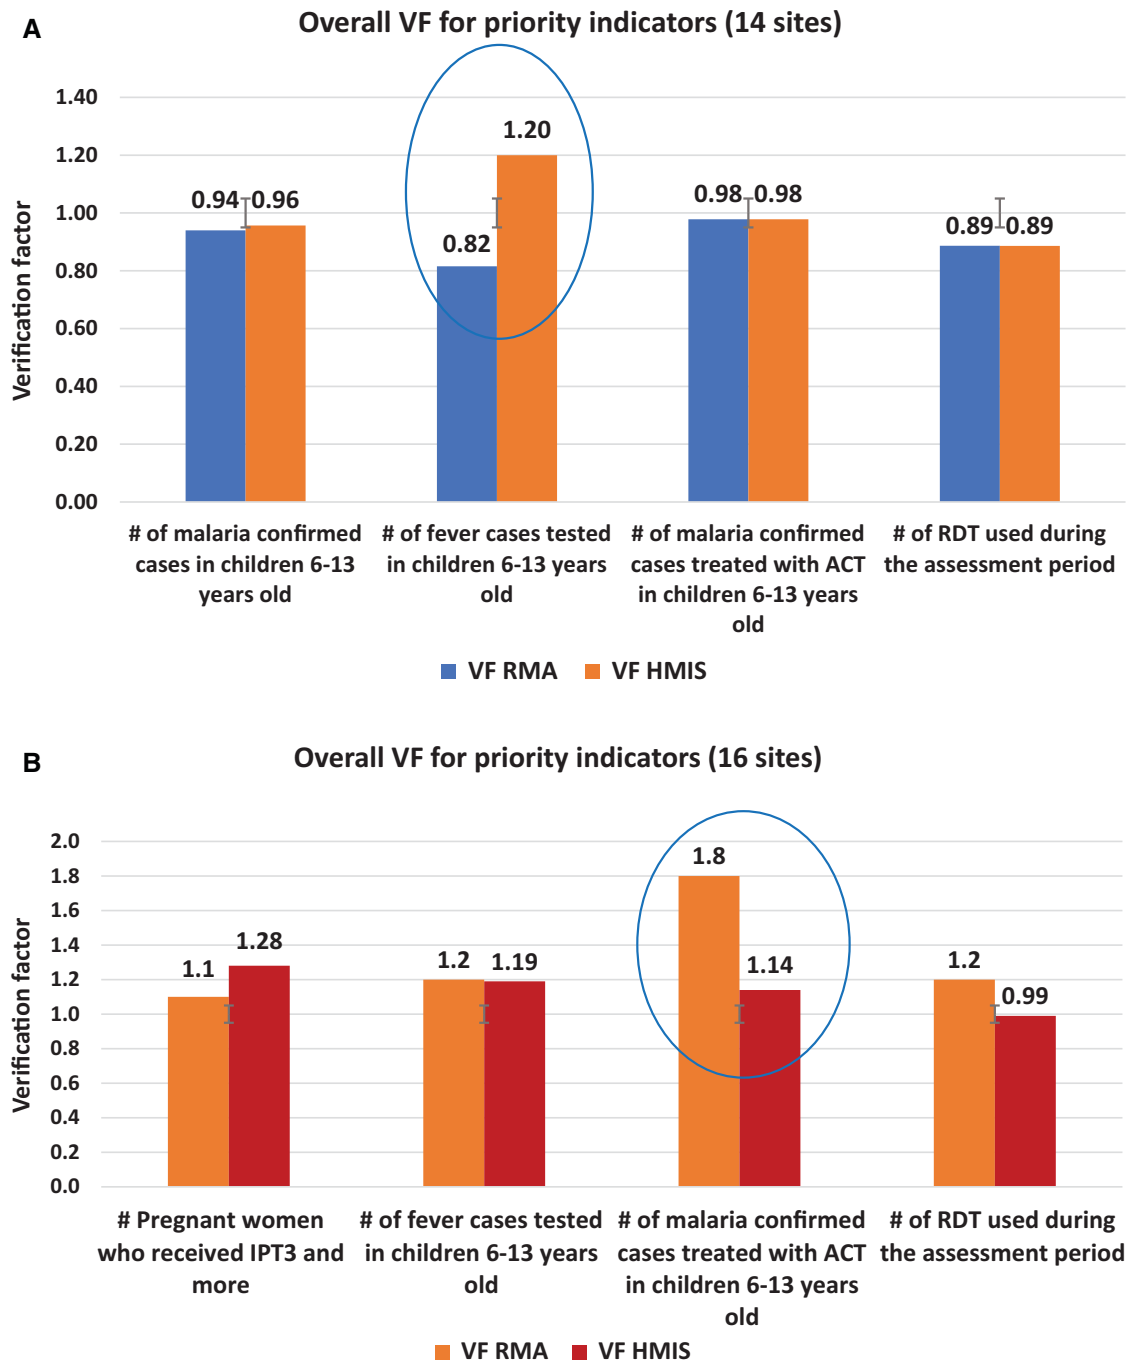 A
Overall VF for priority indicators (14 sites)
Verification factor
1.40
1.20
1.00
0.80
0.60
0.40
0.20
0.00
0.94
0.96
0.82
1.20
0.98
0.98
0.89
0.89
# of malaria confirmed
cases in children 6-13
years old
# of fever cases tested
in children 6-13 years
old
# of malaria confirmed
cases treated with ACT
in children 6-13 years
old
# of RDT used during
the assessment period
VF RMA
VF HMIS
B
Overall VF for priority indicators (16 sites)
Verification factor
2.0
1.8
1.6
1.4
1.2
1.0
0.8
0.6
0.4
0.2
0.0
1.1
1.28
1.2
1.19
1.8
1.14
1.2
0.99
# Pregnant women
who received IPT3 and
more
# of fever cases tested
in children 6-13 years
old
# of malaria confirmed
cases treated with ACT
in children 6-13 years
old
# of RDT used during
the assessment period
VF RMA
VF HMIS